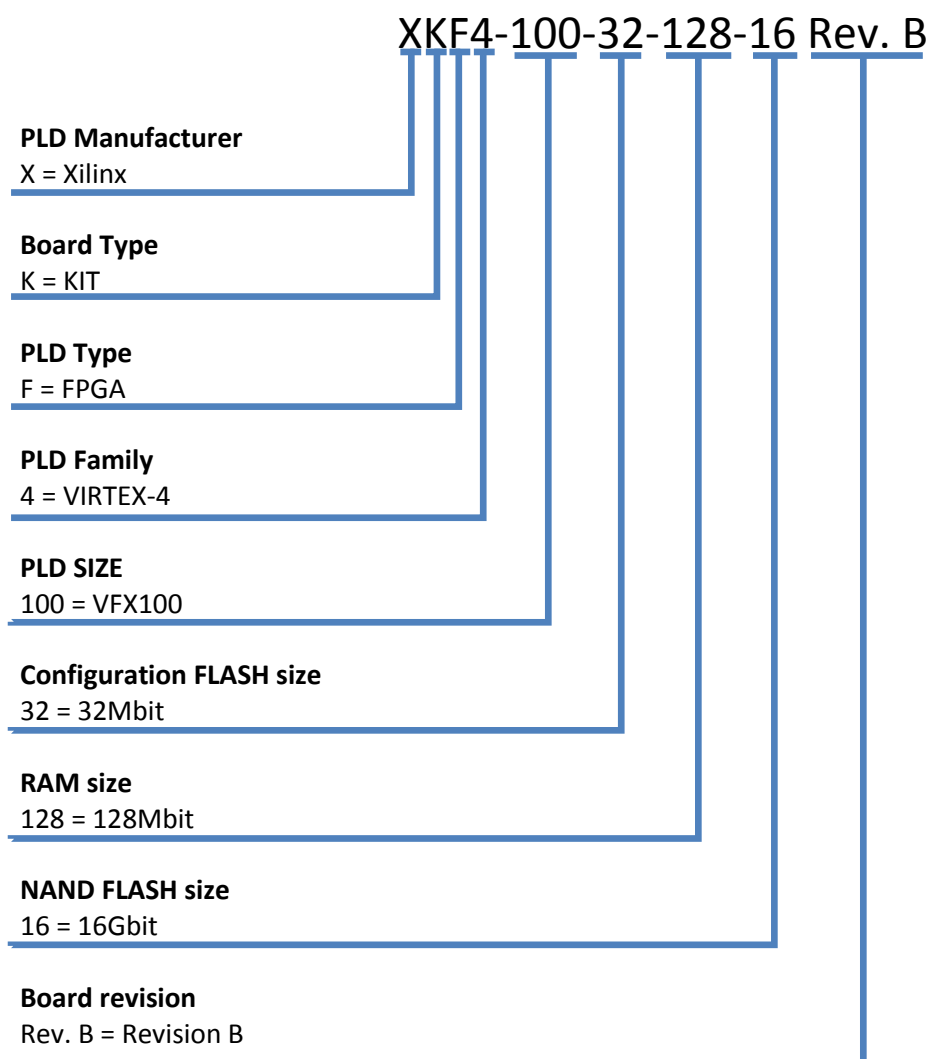 XKF4-100-32-128-16 Rev. B
PLD Manufacturer
X = Xilinx
Board Type
K = KIT
PLD Type
F = FPGA
PLD Family
4 = VIRTEX-4
PLD SIZE
100 = VFX100
Configuration FLASH size
32 = 32Mbit
RAM size
128 = 128Mbit
NAND FLASH size
16 = 16Gbit
Board revision
Rev. B = Revision B